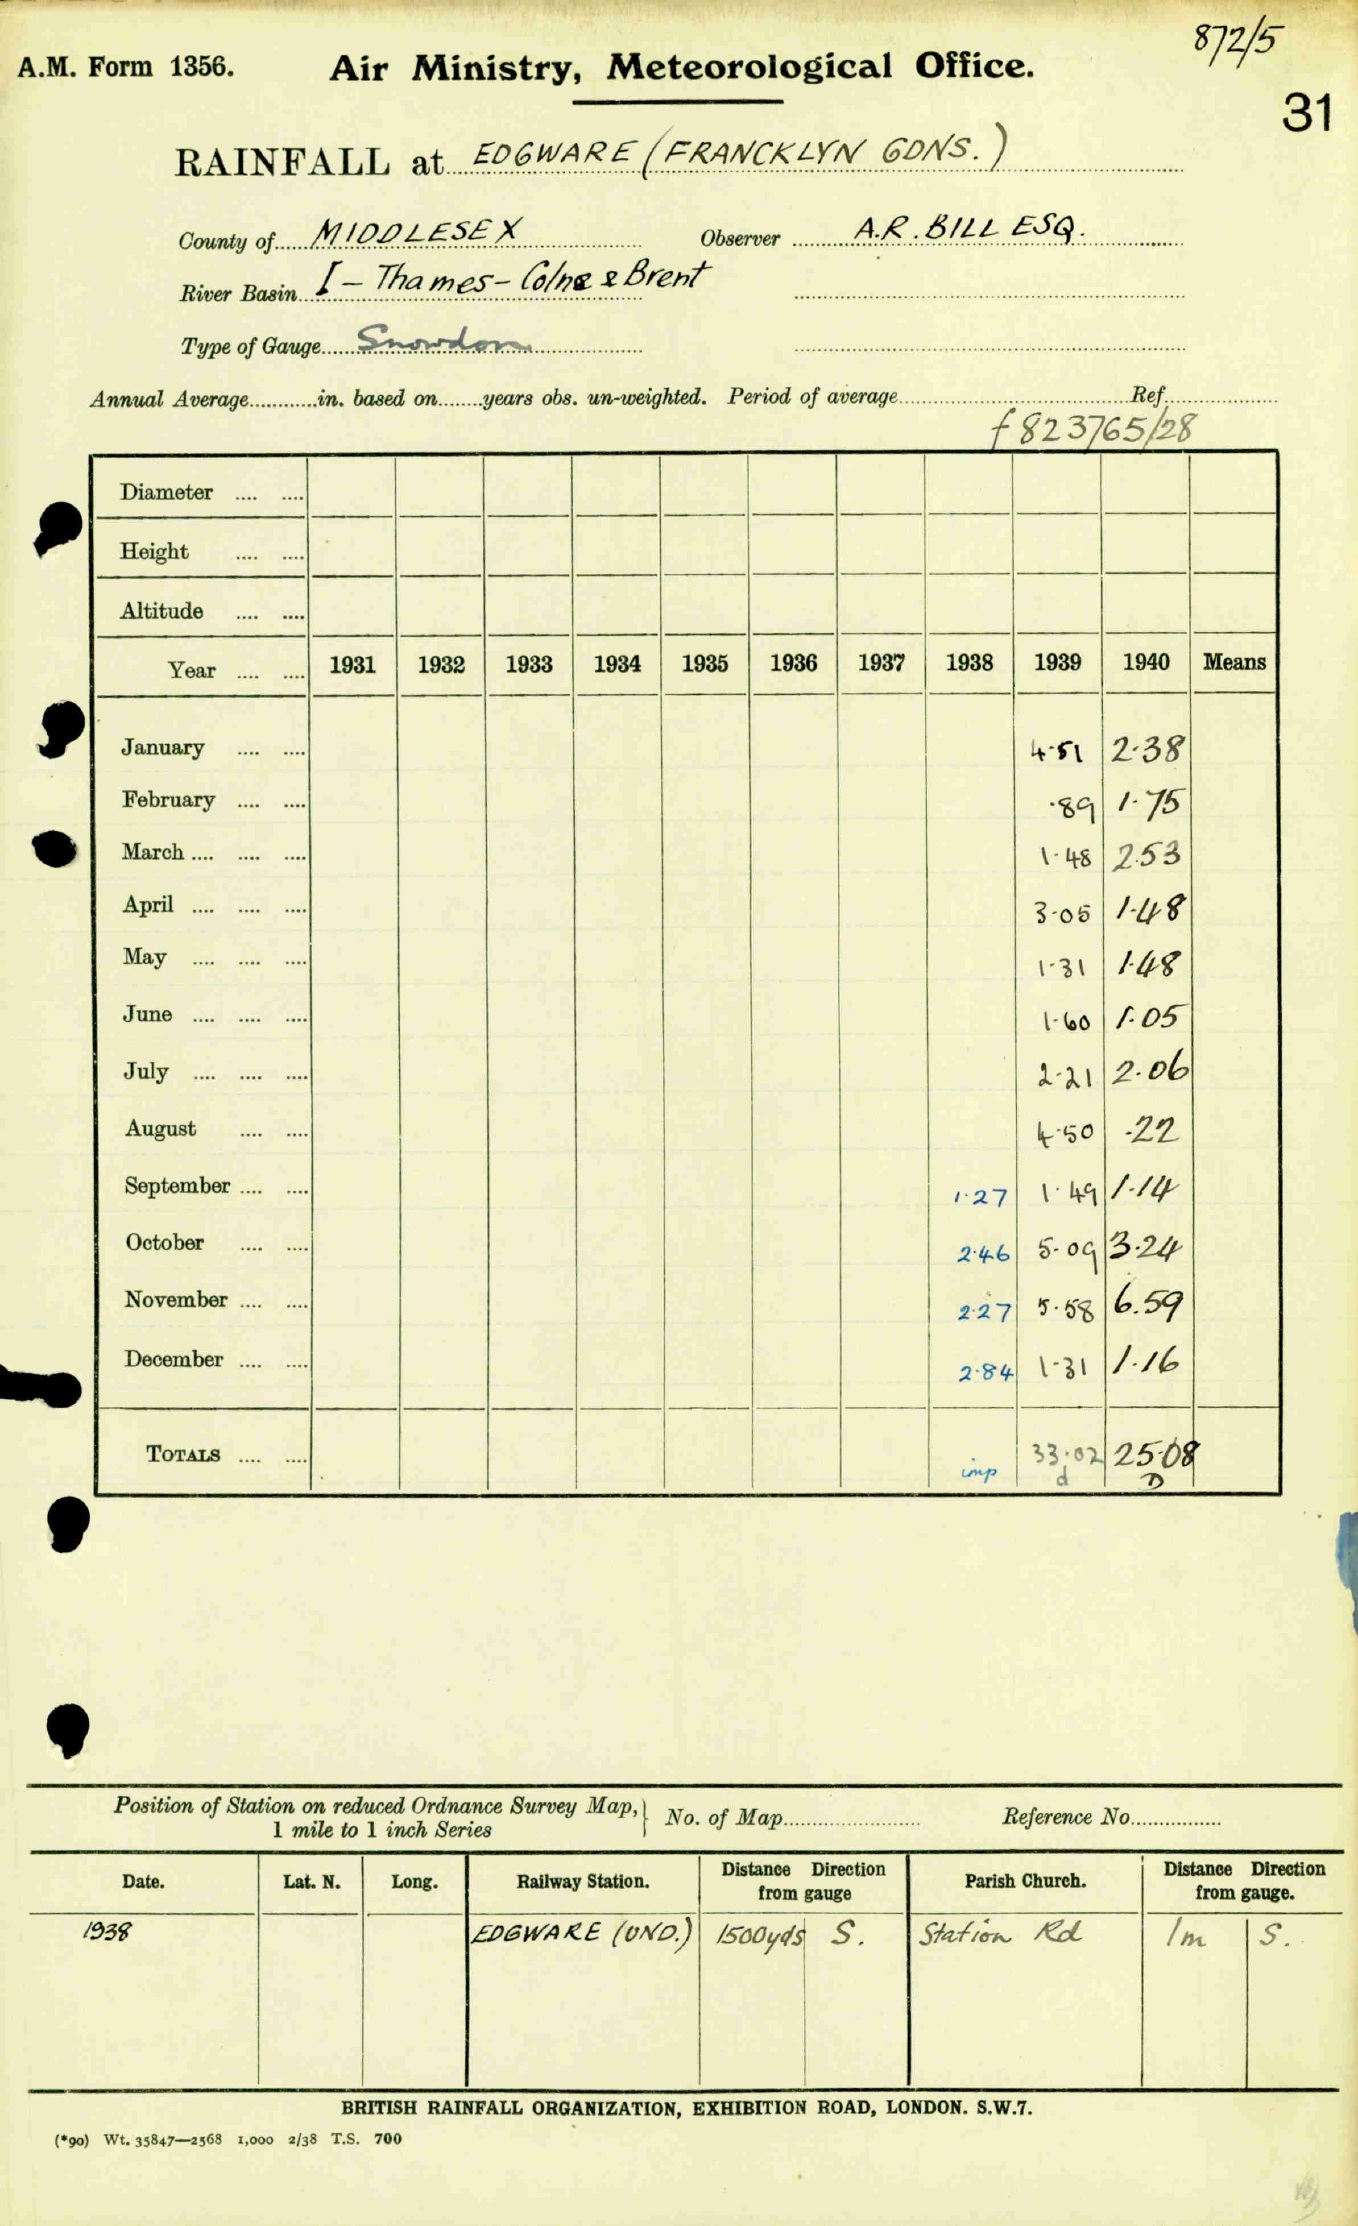 872/5
A.M. Form 1356. Air Ministry, Meteorological Office.
31
RAINFALL at EDGWARE (FRANCKLYN GDNS.)
County of MIDDLESEX Observer A.R. BILL ESQ.
River Basin I - Thames - Colne & Brent
Type of Gauge Snowdon
Annual Average............in. based on........years obs. un-weighted. Period of average........................Ref....................
f 823765/28
Diameter .... ....
Height .... ....
Altitude .... ....
Year .... .... 1931 1932 1933 1934 1935 1936 1937 1938 1939 1940 Means
January .... .... 4.51 2.38
February .... .... .89 1.75
March .... .... .... 1.48 2.53
April .... .... .... 3.05 1.48
May .... .... .... 1.31 1.48
June .... .... .... 1.60 1.05
July .... .... .... 2.21 2.06
August .... .... 4.50 .22
September .... .... 1.27 1.49 1.14
October .... .... 2.46 5.09 3.24
November .... .... 2.27 5.58 6.59
December .... .... 2.84 1.31 1.16
TOTALS .... .... imp 33.02 25.08
d D
Position of Station on reduced Ordnance Survey Map, } No. of Map........................ Reference No................
1 mile to 1 inch Series
Date. Lat. N. Long. Railway Station. Distance Direction from gauge Parish Church. Distance Direction from gauge.
1938 EDGWARE (UND.) 1500yds S. Station Rd 1m S.
BRITISH RAINFALL ORGANIZATION, EXHIBITION ROAD, LONDON. S.W.7.
(*90) Wt. 35847—2568 1,000 2/38 T.S. 700